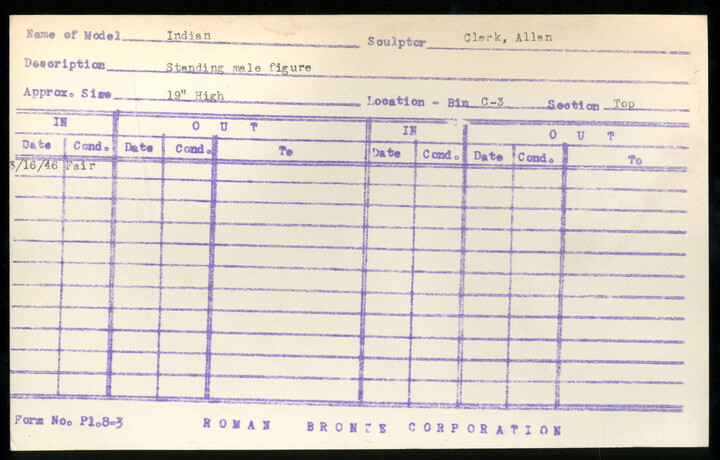 Name of Model Indian Sculptor Clark, Allan
Description Standing male figure
Approx. Size 19" High Location - Bin C-3 Section Top
IN O U T IN O U T
Date Cond. Date Cond. To Date Cond. Date Cond. To
3/16/46 Fair
Form No. P1.8-3 ROMAN BRONZE CORPORATION